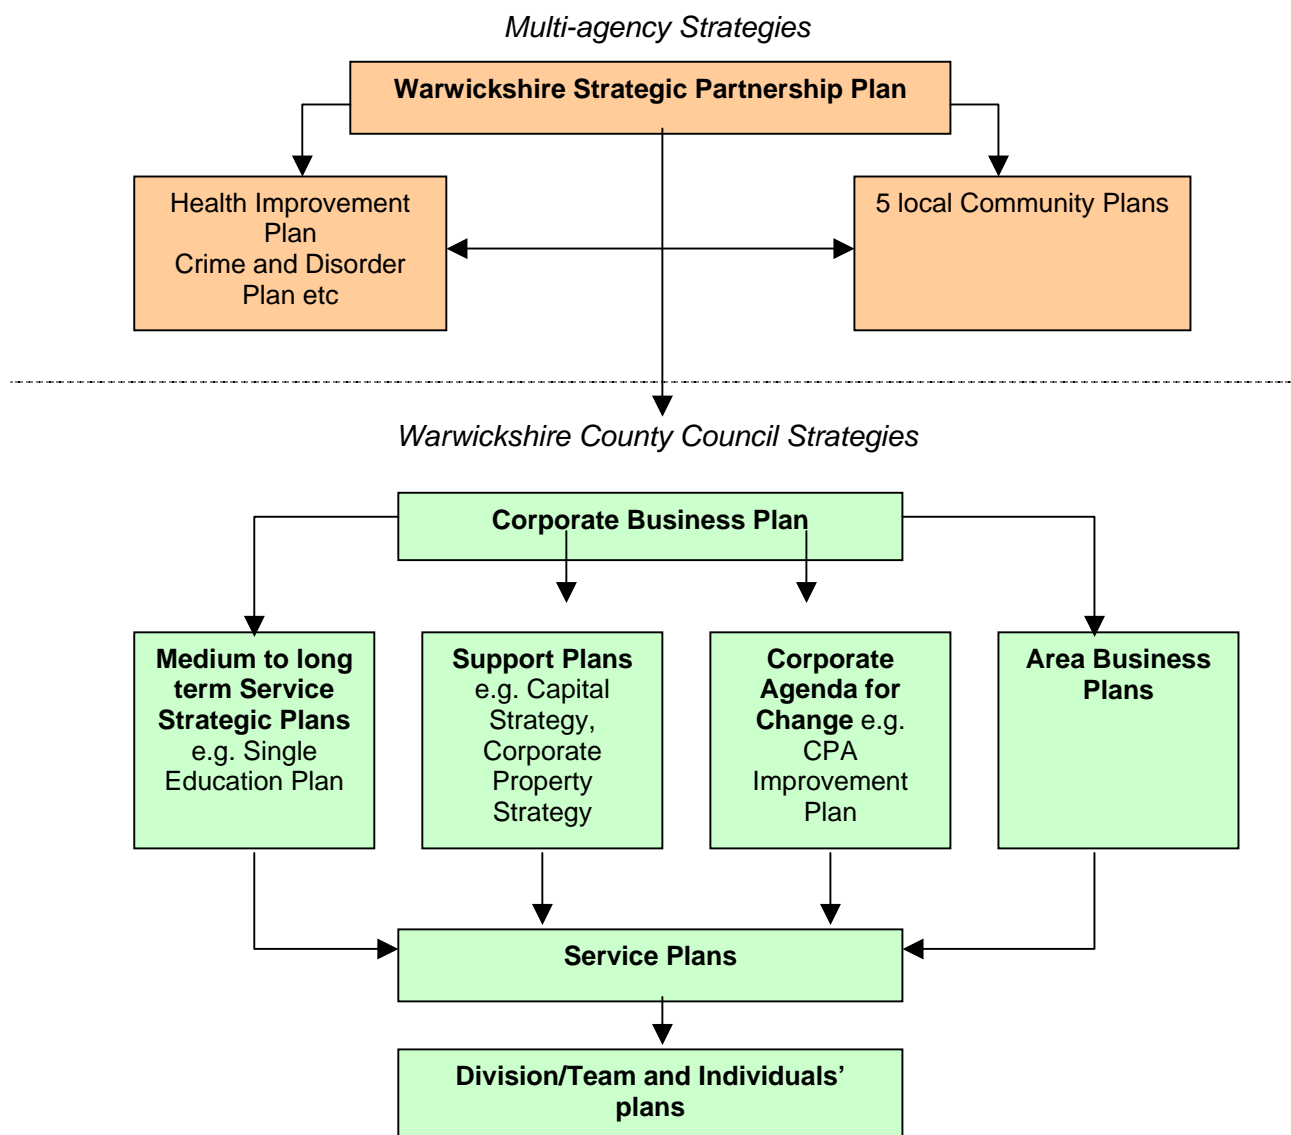 Multi-agency Strategies
Warwickshire Strategic Partnership Plan
Health Improvement
Plan
Crime and Disorder
Plan etc
5 local Community Plans
Warwickshire County Council Strategies
Corporate Business Plan
Medium to long
term Service
Strategic Plans
e.g. Single
Education Plan
Support Plans
e.g. Capital
Strategy,
Corporate
Property
Strategy
Corporate
Agenda for
Change e.g.
CPA
Improvement
Plan
Area Business
Plans
Service Plans
Division/Team and Individuals’
plans